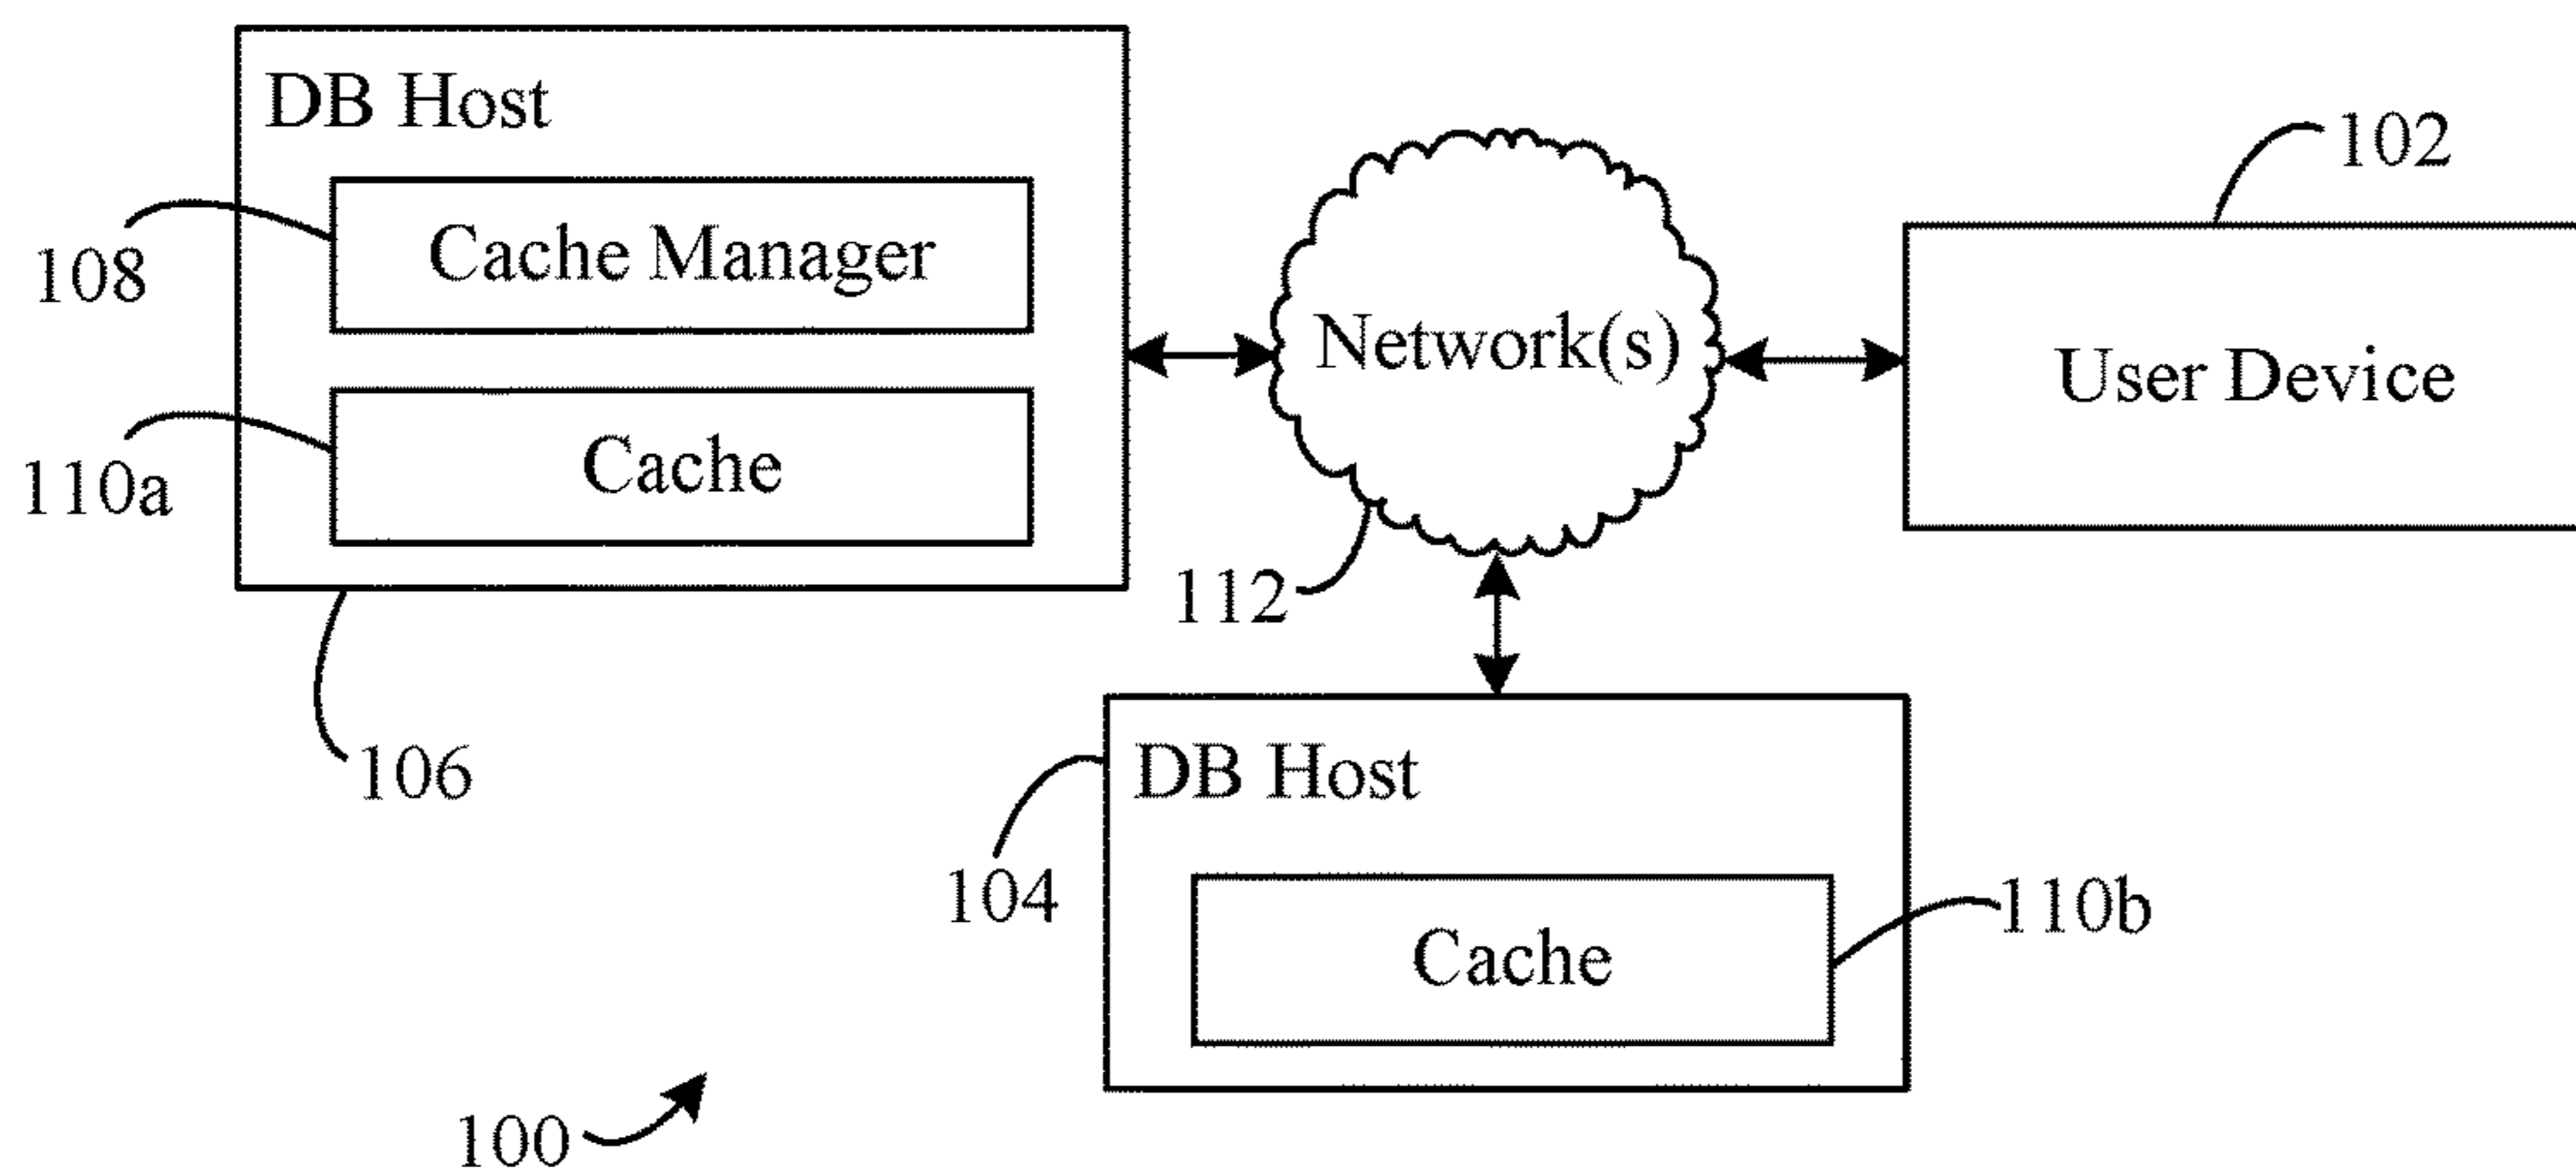 DB Host
Cache Manager
108
Cache
110a
106
Network(s)
112
102
User Device
DB Host
104
Cache
110b
100